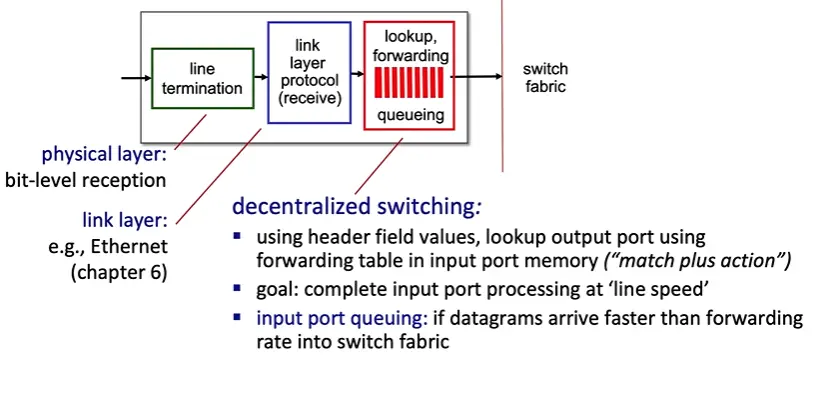 line
termination
link
layer
protocol
(receive)
lookup,
forwarding
queueing
switch
fabric
physical layer:
bit-level reception
link layer:
e.g., Ethernet
(chapter 6)
decentralized switching:
▪ using header field values, lookup output port using
forwarding table in input port memory (“match plus action”)
▪ goal: complete input port processing at ‘line speed’
▪ input port queuing: if datagrams arrive faster than forwarding
rate into switch fabric